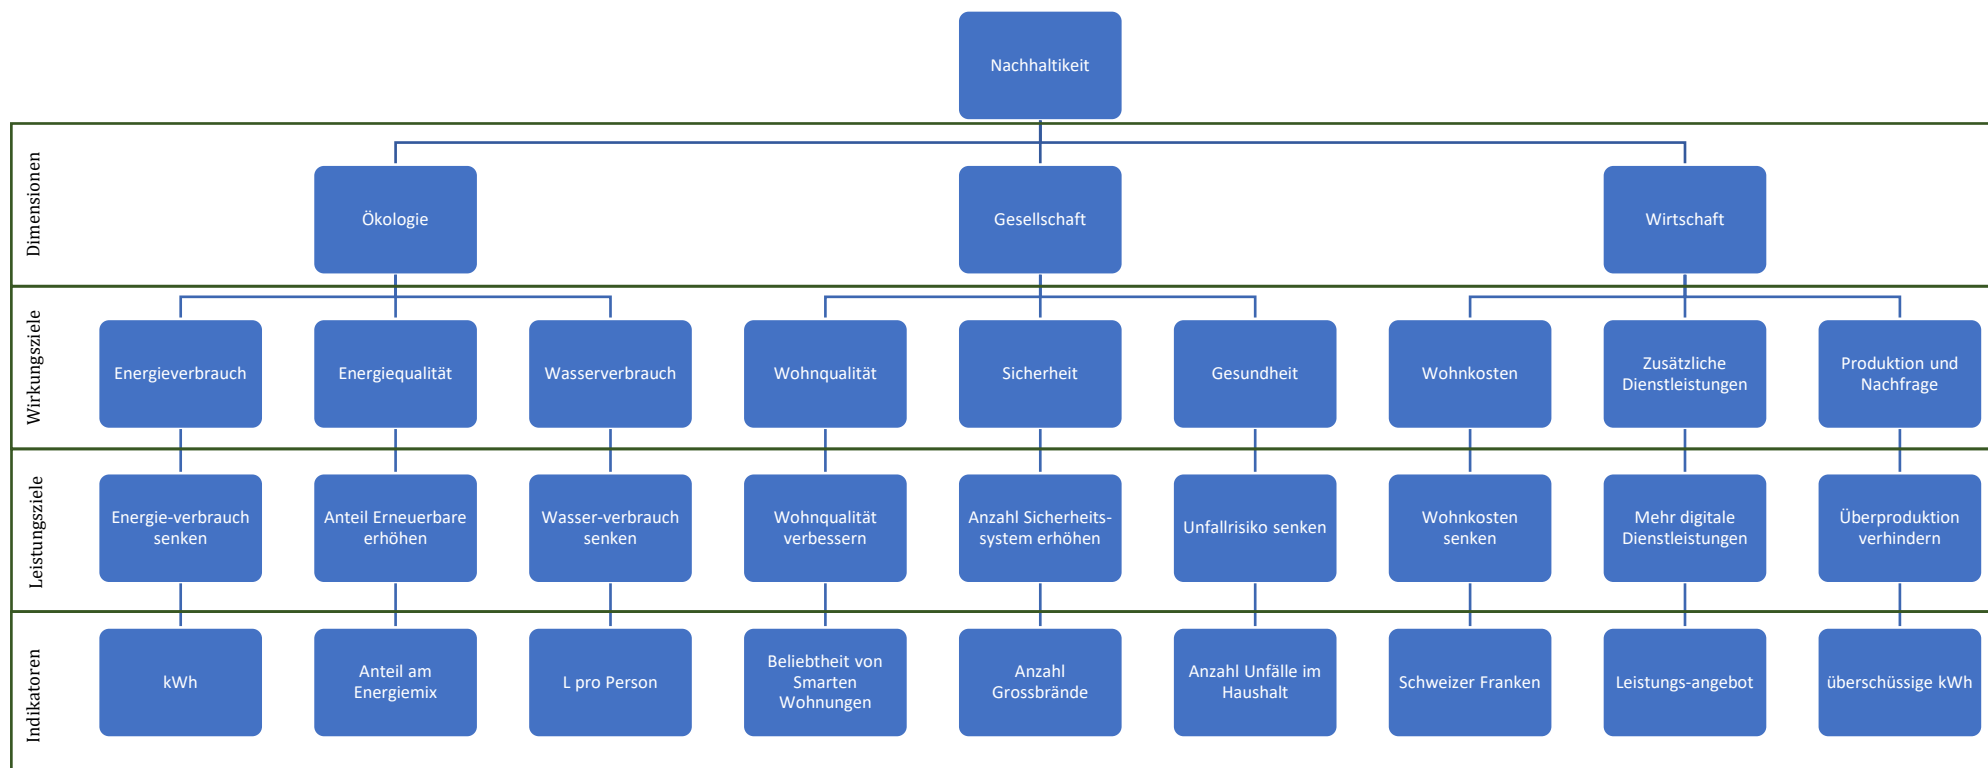 Nachhaltikeit
Dimensionen
Ökologie
Gesellschaft
Wirtschaft
Wirkungsziele
Energieverbrauch
Energiequalität
Wasserverbrauch
Wohnqualität
Sicherheit
Gesundheit
Wohnkosten
Zusätzliche
Dienstleistungen
Produktion und
Nachfrage
Leistungsziele
Energie-verbrauch
senken
Anteil Erneuerbare
erhöhen
Wasser-verbrauch
senken
Wohnqualität
verbessern
Anzahl Sicherheits-
system erhöhen
Unfallrisiko senken
Wohnkosten
senken
Mehr digitale
Dienstleistungen
Überproduktion
verhindern
Indikatoren
kWh
Anteil am
Energiemix
L pro Person
Beliebtheit von
Smarten
Wohnungen
Anzahl
Grossbrände
Anzahl Unfälle im
Haushalt
Schweizer Franken
Leistungs-angebot
überschüssige kWh